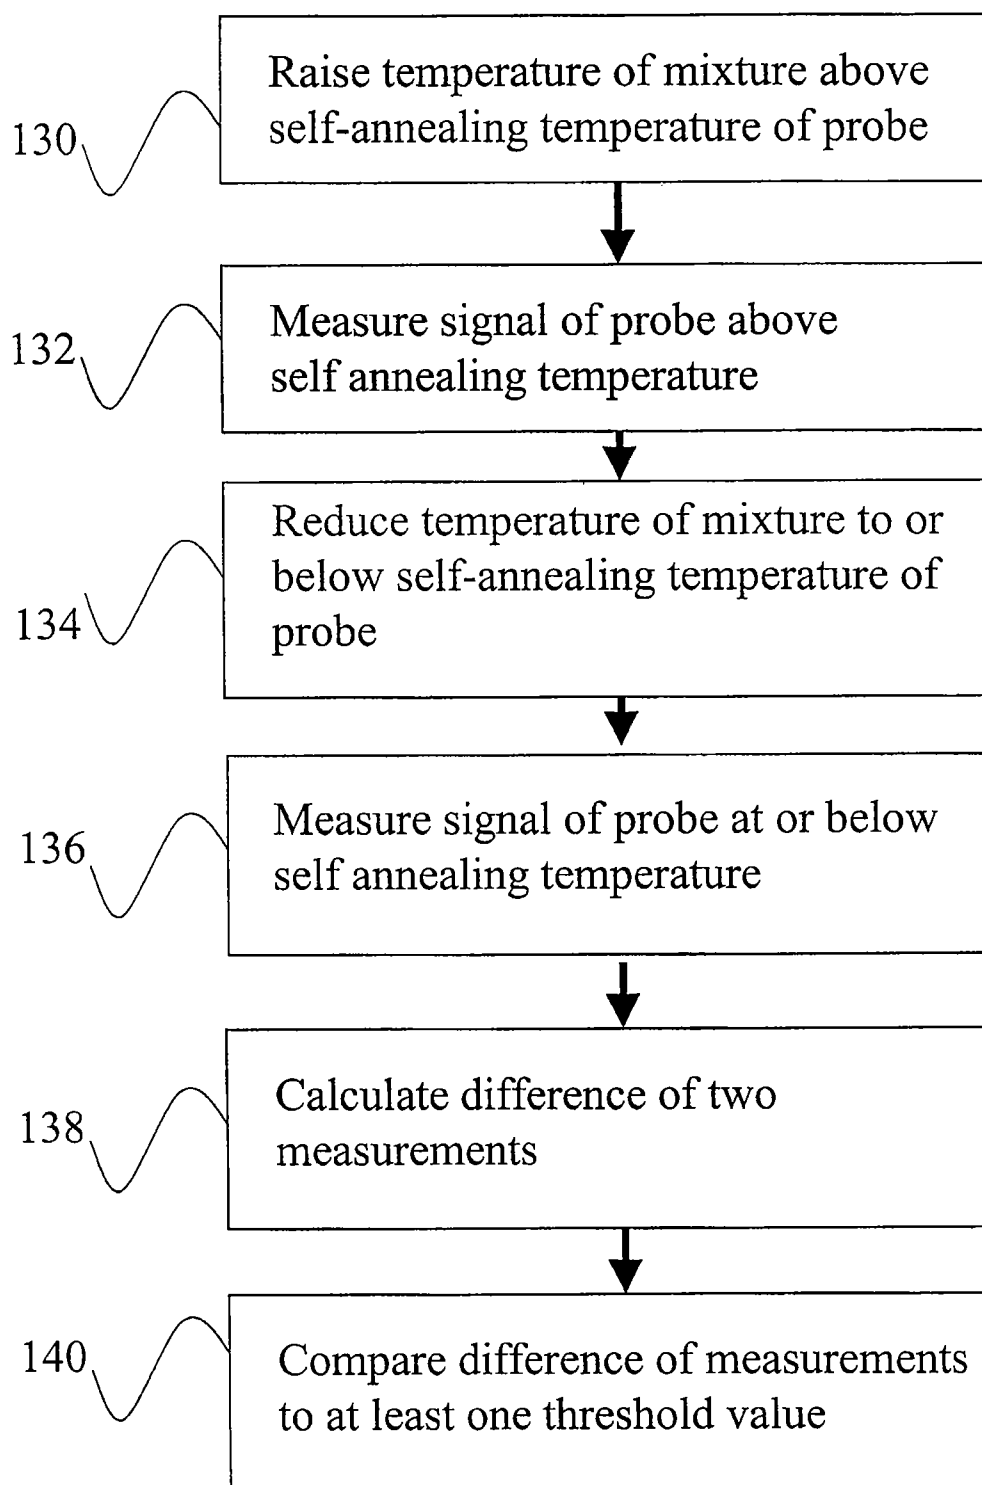 130
Raise temperature of mixture above
self-annealing temperature of probe
132
Measure signal of probe above
self annealing temperature
134
Reduce temperature of mixture to or
below self-annealing temperature of
probe
136
Measure signal of probe at or below
self annealing temperature
138
Calculate difference of two
measurements
140
Compare difference of measurements
to at least one threshold value